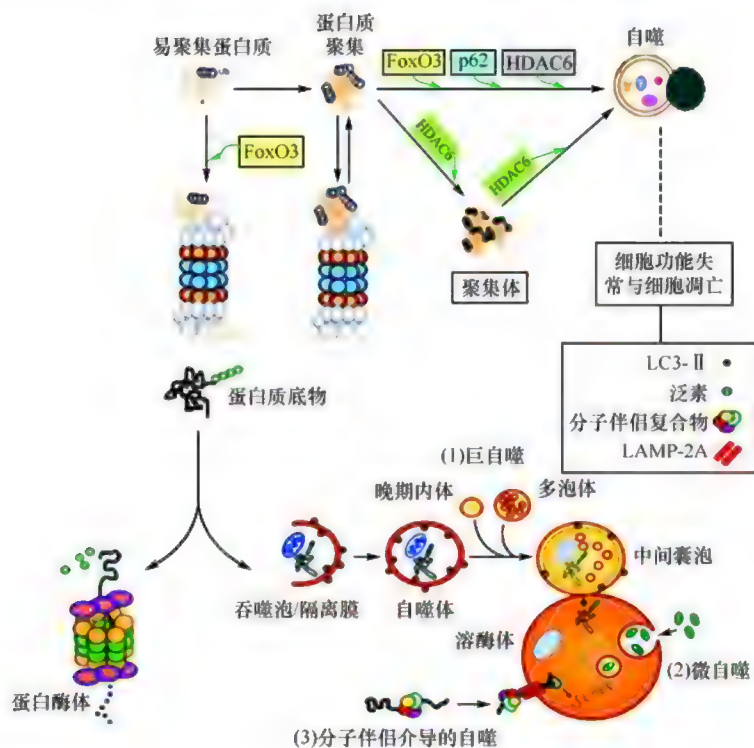 易聚集蛋白质
蛋白质
聚集
自噬
FoxO3
p62
HDAC6
FoxO3
HDAC6
HDAC6
聚集体
细胞功能失
常与细胞凋亡
LC3-Ⅱ
泛素
分子伴侣复合物
LAMP-2A
蛋白质底物
(1)巨自噬
晚期内体
多泡体
中间囊泡
吞噬泡/隔离膜
自噬体
溶酶体
(2)微自噬
蛋白酶体
(3)分子伴侣介导的自噬